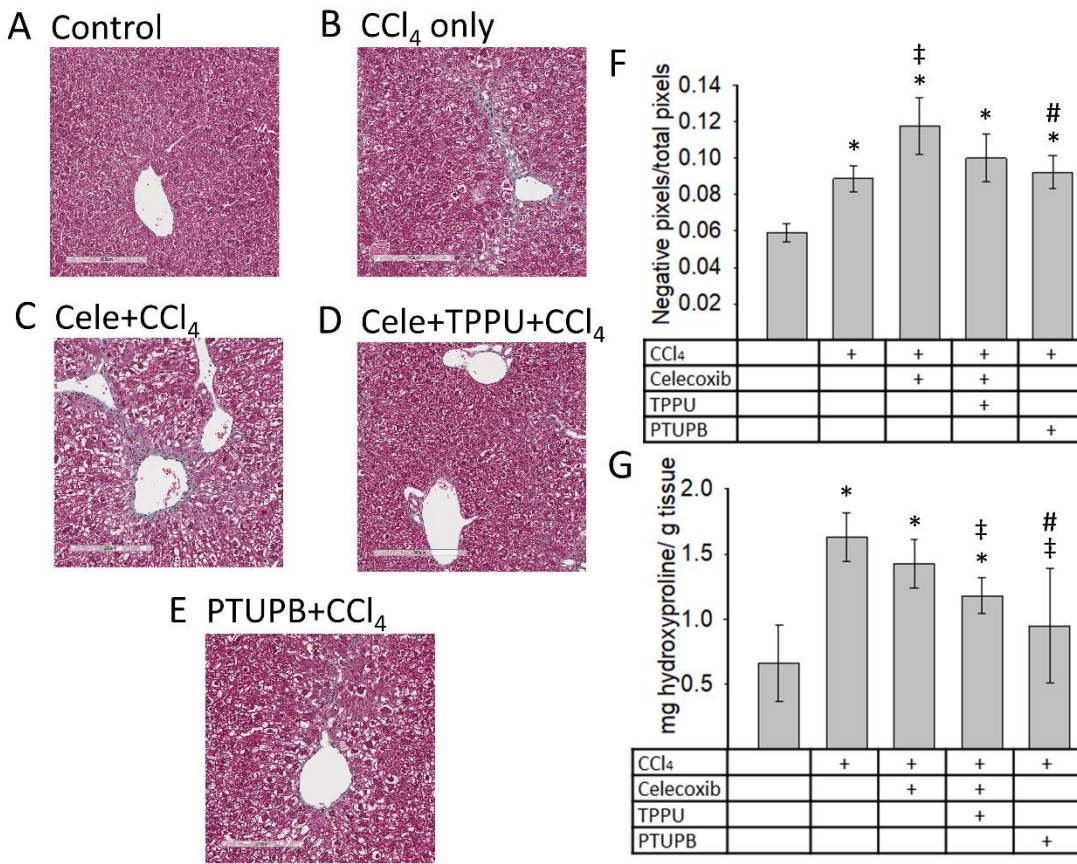 A Control
B CCl₄ only
C Cele+CCl₄
D Cele+TPPU+CCl₄
E PTUPB+CCl₄
F
Negative pixels/total pixels
0.14
0.12
0.10
0.08
0.06
0.04
0.02
*
‡
*
*
#
*
CCl₄ + + + +
Celecoxib + +
TPPU +
PTUPB +
G
mg hydroxyproline/ g tissue
2.0
1.5
1.0
0.5
*
*
‡
*
#
‡
CCl₄ + + + +
Celecoxib + +
TPPU +
PTUPB +